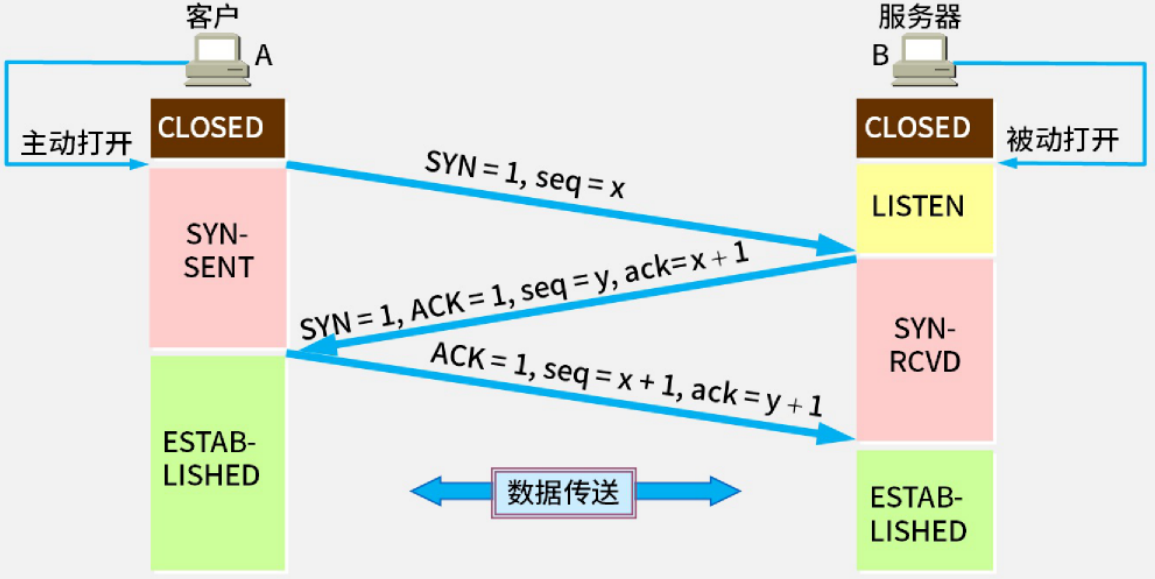 客户
服务器
A
B
CLOSED
CLOSED
主动打开
被动打开
SYN = 1, seq = x
LISTEN
SYN-
SENT
SYN = 1, ACK = 1, seq = y, ack= x + 1
SYN-
RCVD
ACK = 1, seq = x + 1, ack = y + 1
ESTAB-
LISHED
数据传送
ESTAB-
LISHED